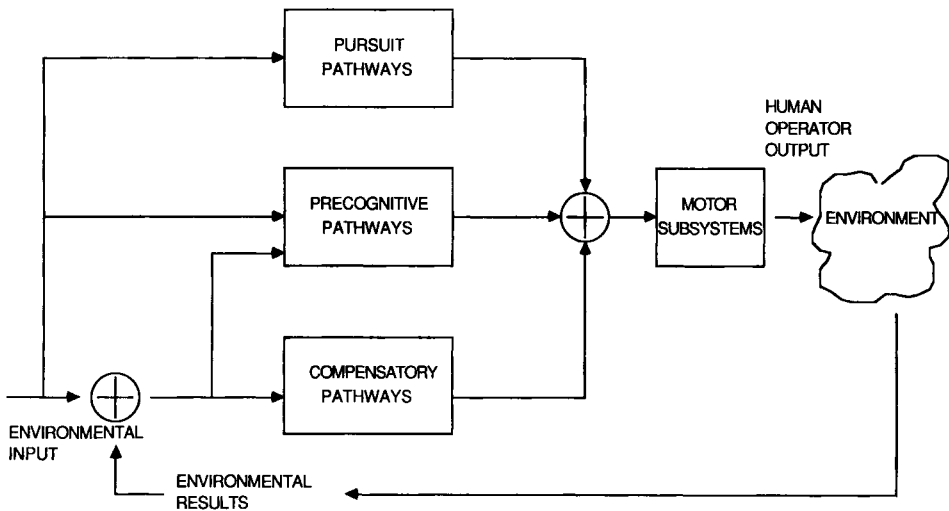 PURSUIT
PATHWAYS
PRECOGNITIVE
PATHWAYS
COMPENSATORY
PATHWAYS
MOTOR
SUBSYSTEMS
HUMAN
OPERATOR
OUTPUT
ENVIRONMENT
ENVIRONMENTAL
INPUT
ENVIRONMENTAL
RESULTS